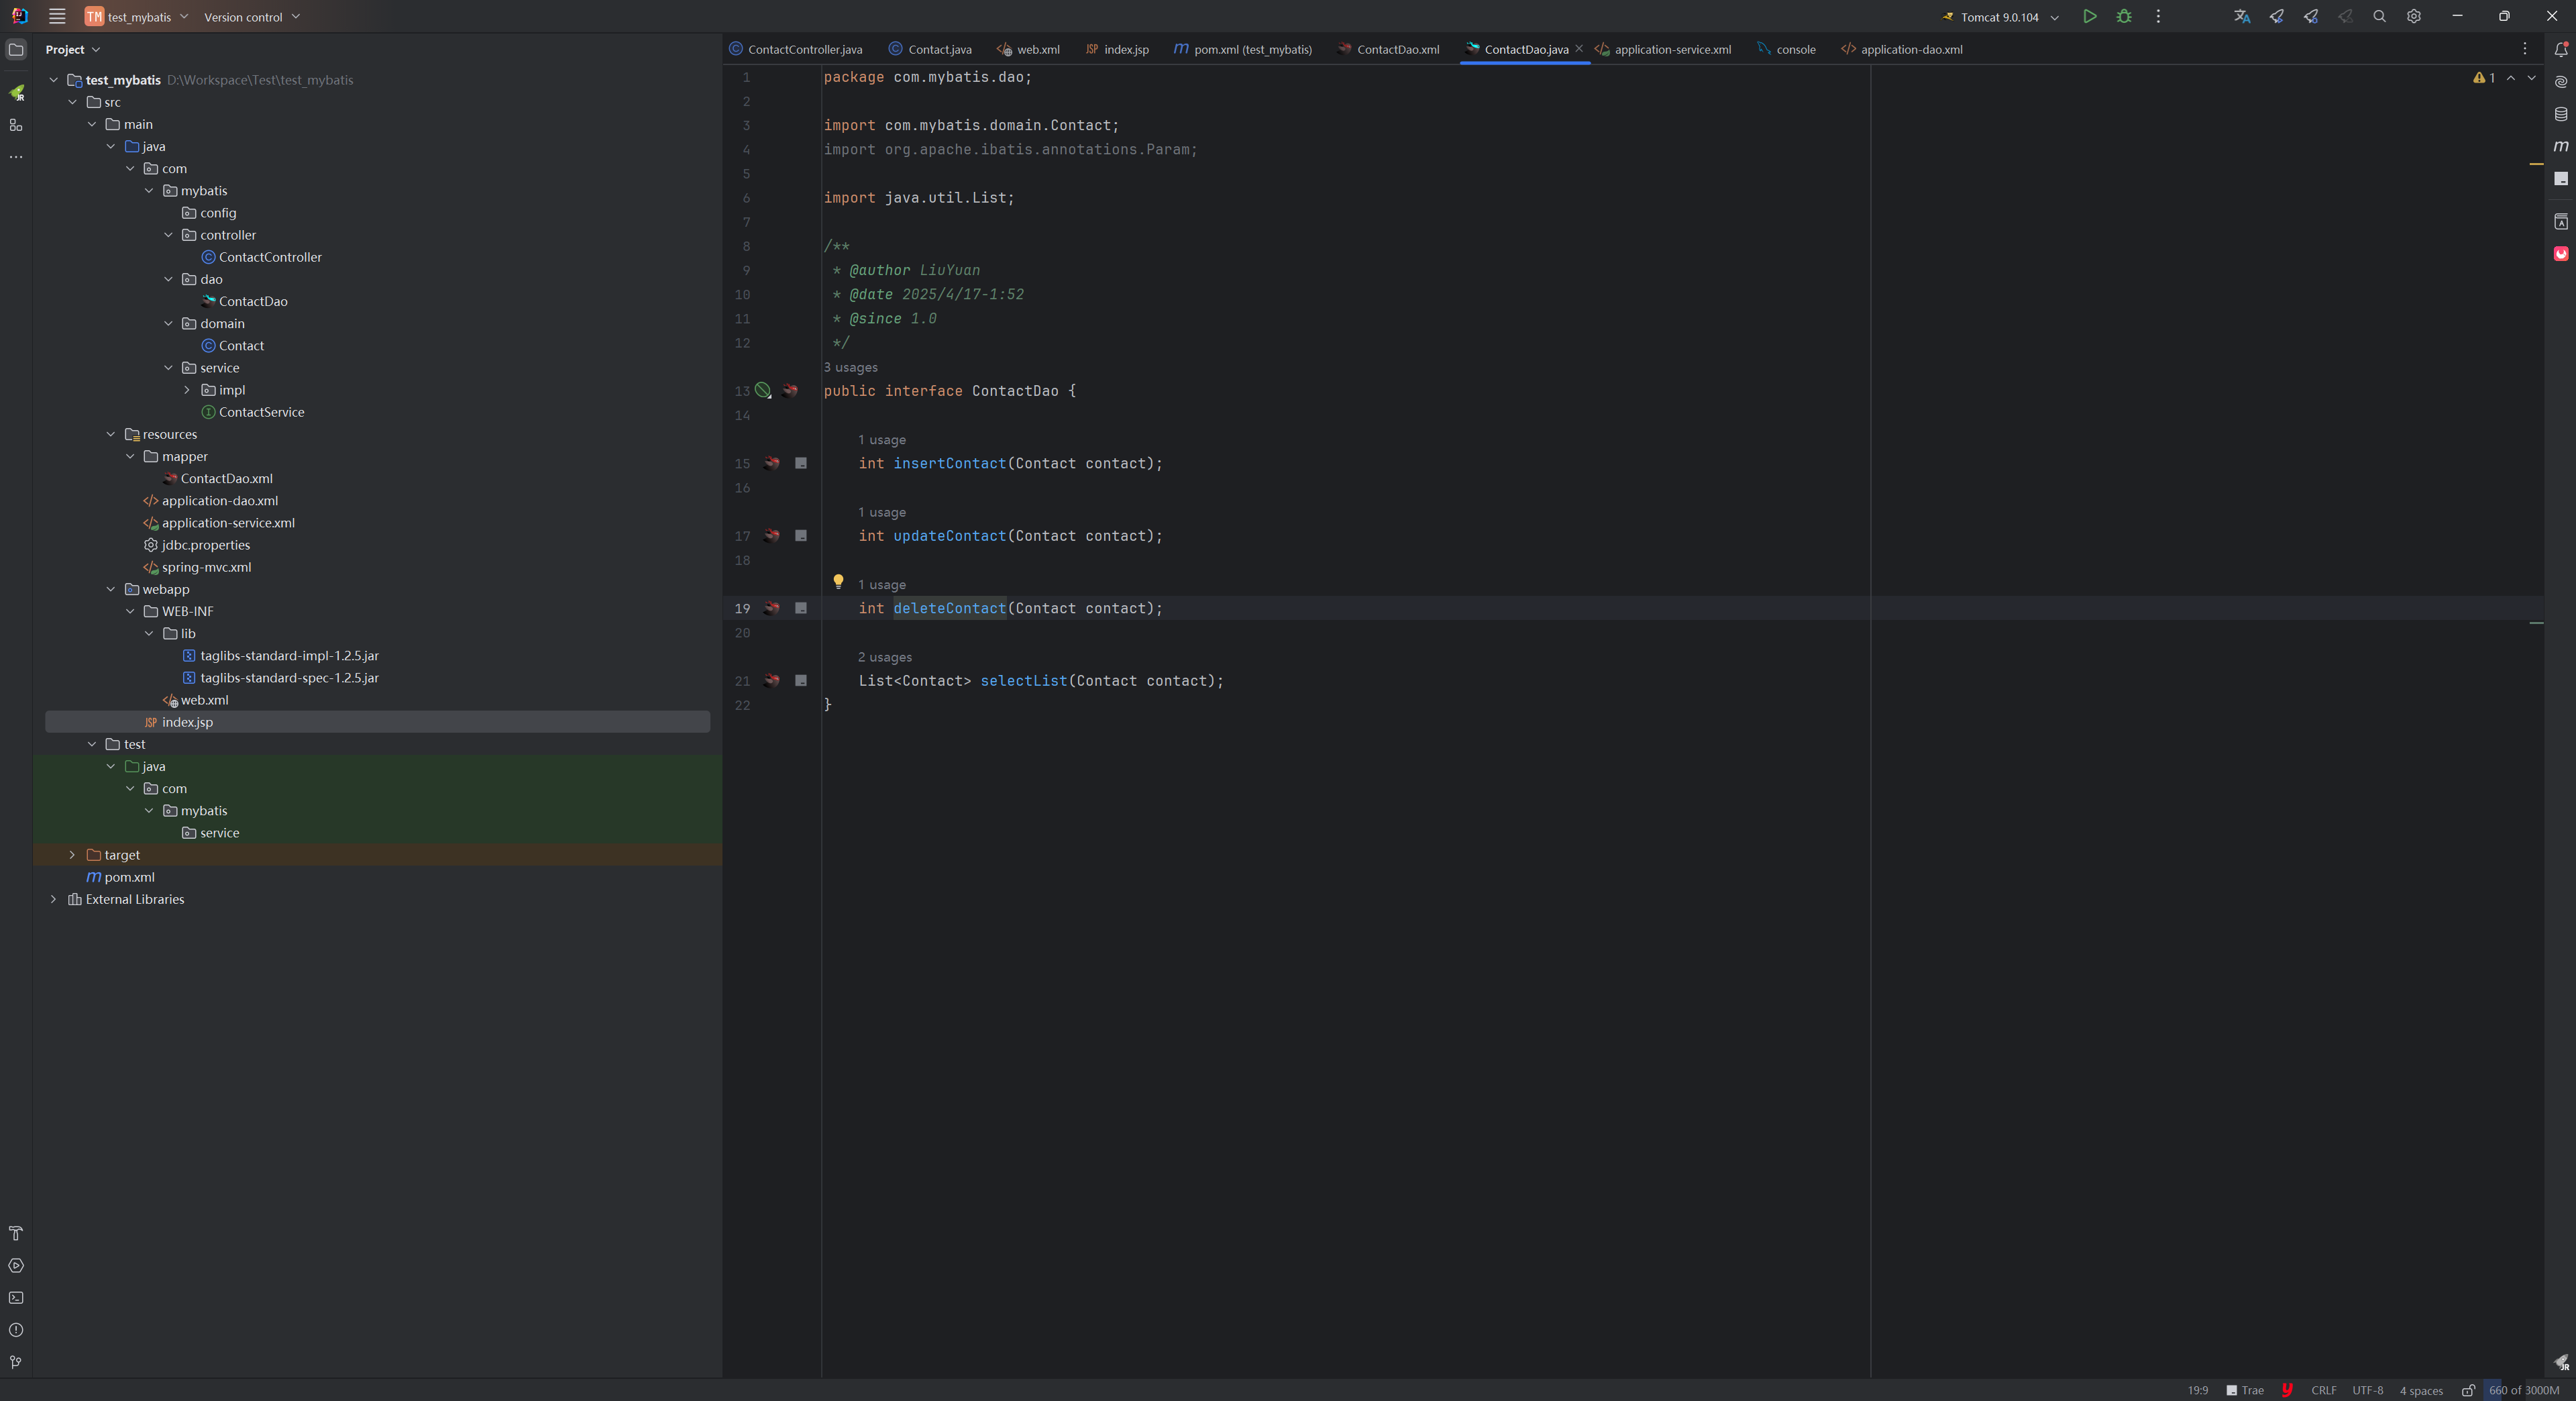 TM test_mybatis Version control Tomcat 9.0.104
Project
test_mybatis D:\Workspace\Test\test_mybatis
src
main
java
com
mybatis
config
controller
ContactController
dao
ContactDao
domain
Contact
service
impl
ContactService
resources
mapper
ContactDao.xml
application-dao.xml
application-service.xml
jdbc.properties
spring-mvc.xml
webapp
WEB-INF
lib
taglibs-standard-impl-1.2.5.jar
taglibs-standard-spec-1.2.5.jar
web.xml
JSP index.jsp
test
java
com
mybatis
service
target
m pom.xml
External Libraries
ContactController.java Contact.java web.xml JSP index.jsp m pom.xml (test_mybatis) ContactDao.xml ContactDao.java application-service.xml console application-dao.xml
1 package com.mybatis.dao;
2
3 import com.mybatis.domain.Contact;
4 import org.apache.ibatis.annotations.Param;
5
6 import java.util.List;
7
8 /**
9 * @author LiuYuan
10 * @date 2025/4/17-1:52
11 * @since 1.0
12 */
3 usages
13 public interface ContactDao {
14
1 usage
15 int insertContact(Contact contact);
16
1 usage
17 int updateContact(Contact contact);
18
1 usage
19 int deleteContact(Contact contact);
20
2 usages
21 List<Contact> selectList(Contact contact);
22 }
1
19:9 Trae y CRLF UTF-8 4 spaces 660 of 3000M